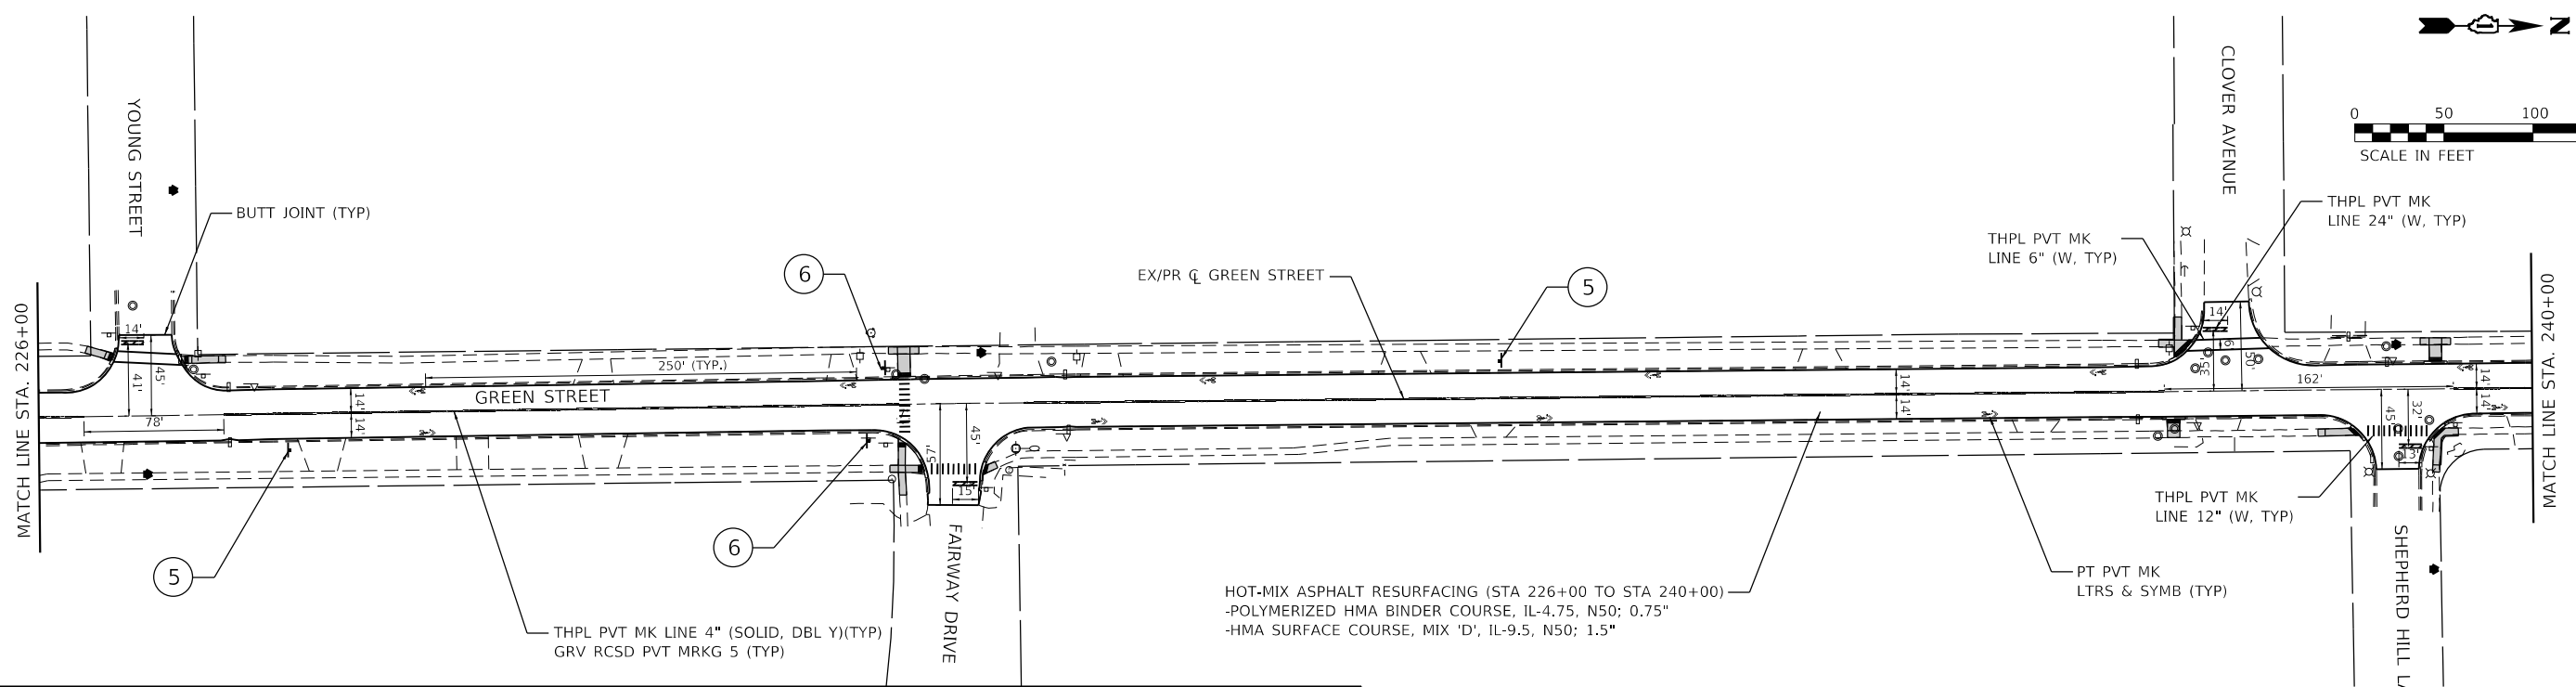 N
0 50 100
SCALE IN FEET
YOUNG STREET
CLOVER AVENUE
BUTT JOINT (TYP)
THPL PVT MK
LINE 24" (W, TYP)
THPL PVT MK
LINE 6" (W, TYP)
6
EX/PR ℄ GREEN STREET
5
MATCH LINE STA. 226+00
MATCH LINE STA. 240+00
14'
41'
45'
78'
250' (TYP.)
GREEN STREET
14'
14'
45'
57'
15'
14'
14'
14'
6'
35'
50'
162'
14'
14'
45'
32'
13'
5
6
FAIRWAY DRIVE
THPL PVT MK LINE 4" (SOLID, DBL Y)(TYP)
GRV RCSD PVT MRKG 5 (TYP)
HOT-MIX ASPHALT RESURFACING (STA 226+00 TO STA 240+00)
-POLYMERIZED HMA BINDER COURSE, IL-4.75, N50; 0.75"
-HMA SURFACE COURSE, MIX 'D', IL-9.5, N50; 1.5"
THPL PVT MK
LINE 12" (W, TYP)
PT PVT MK
LTRS & SYMB (TYP)
SHEPHERD HILL